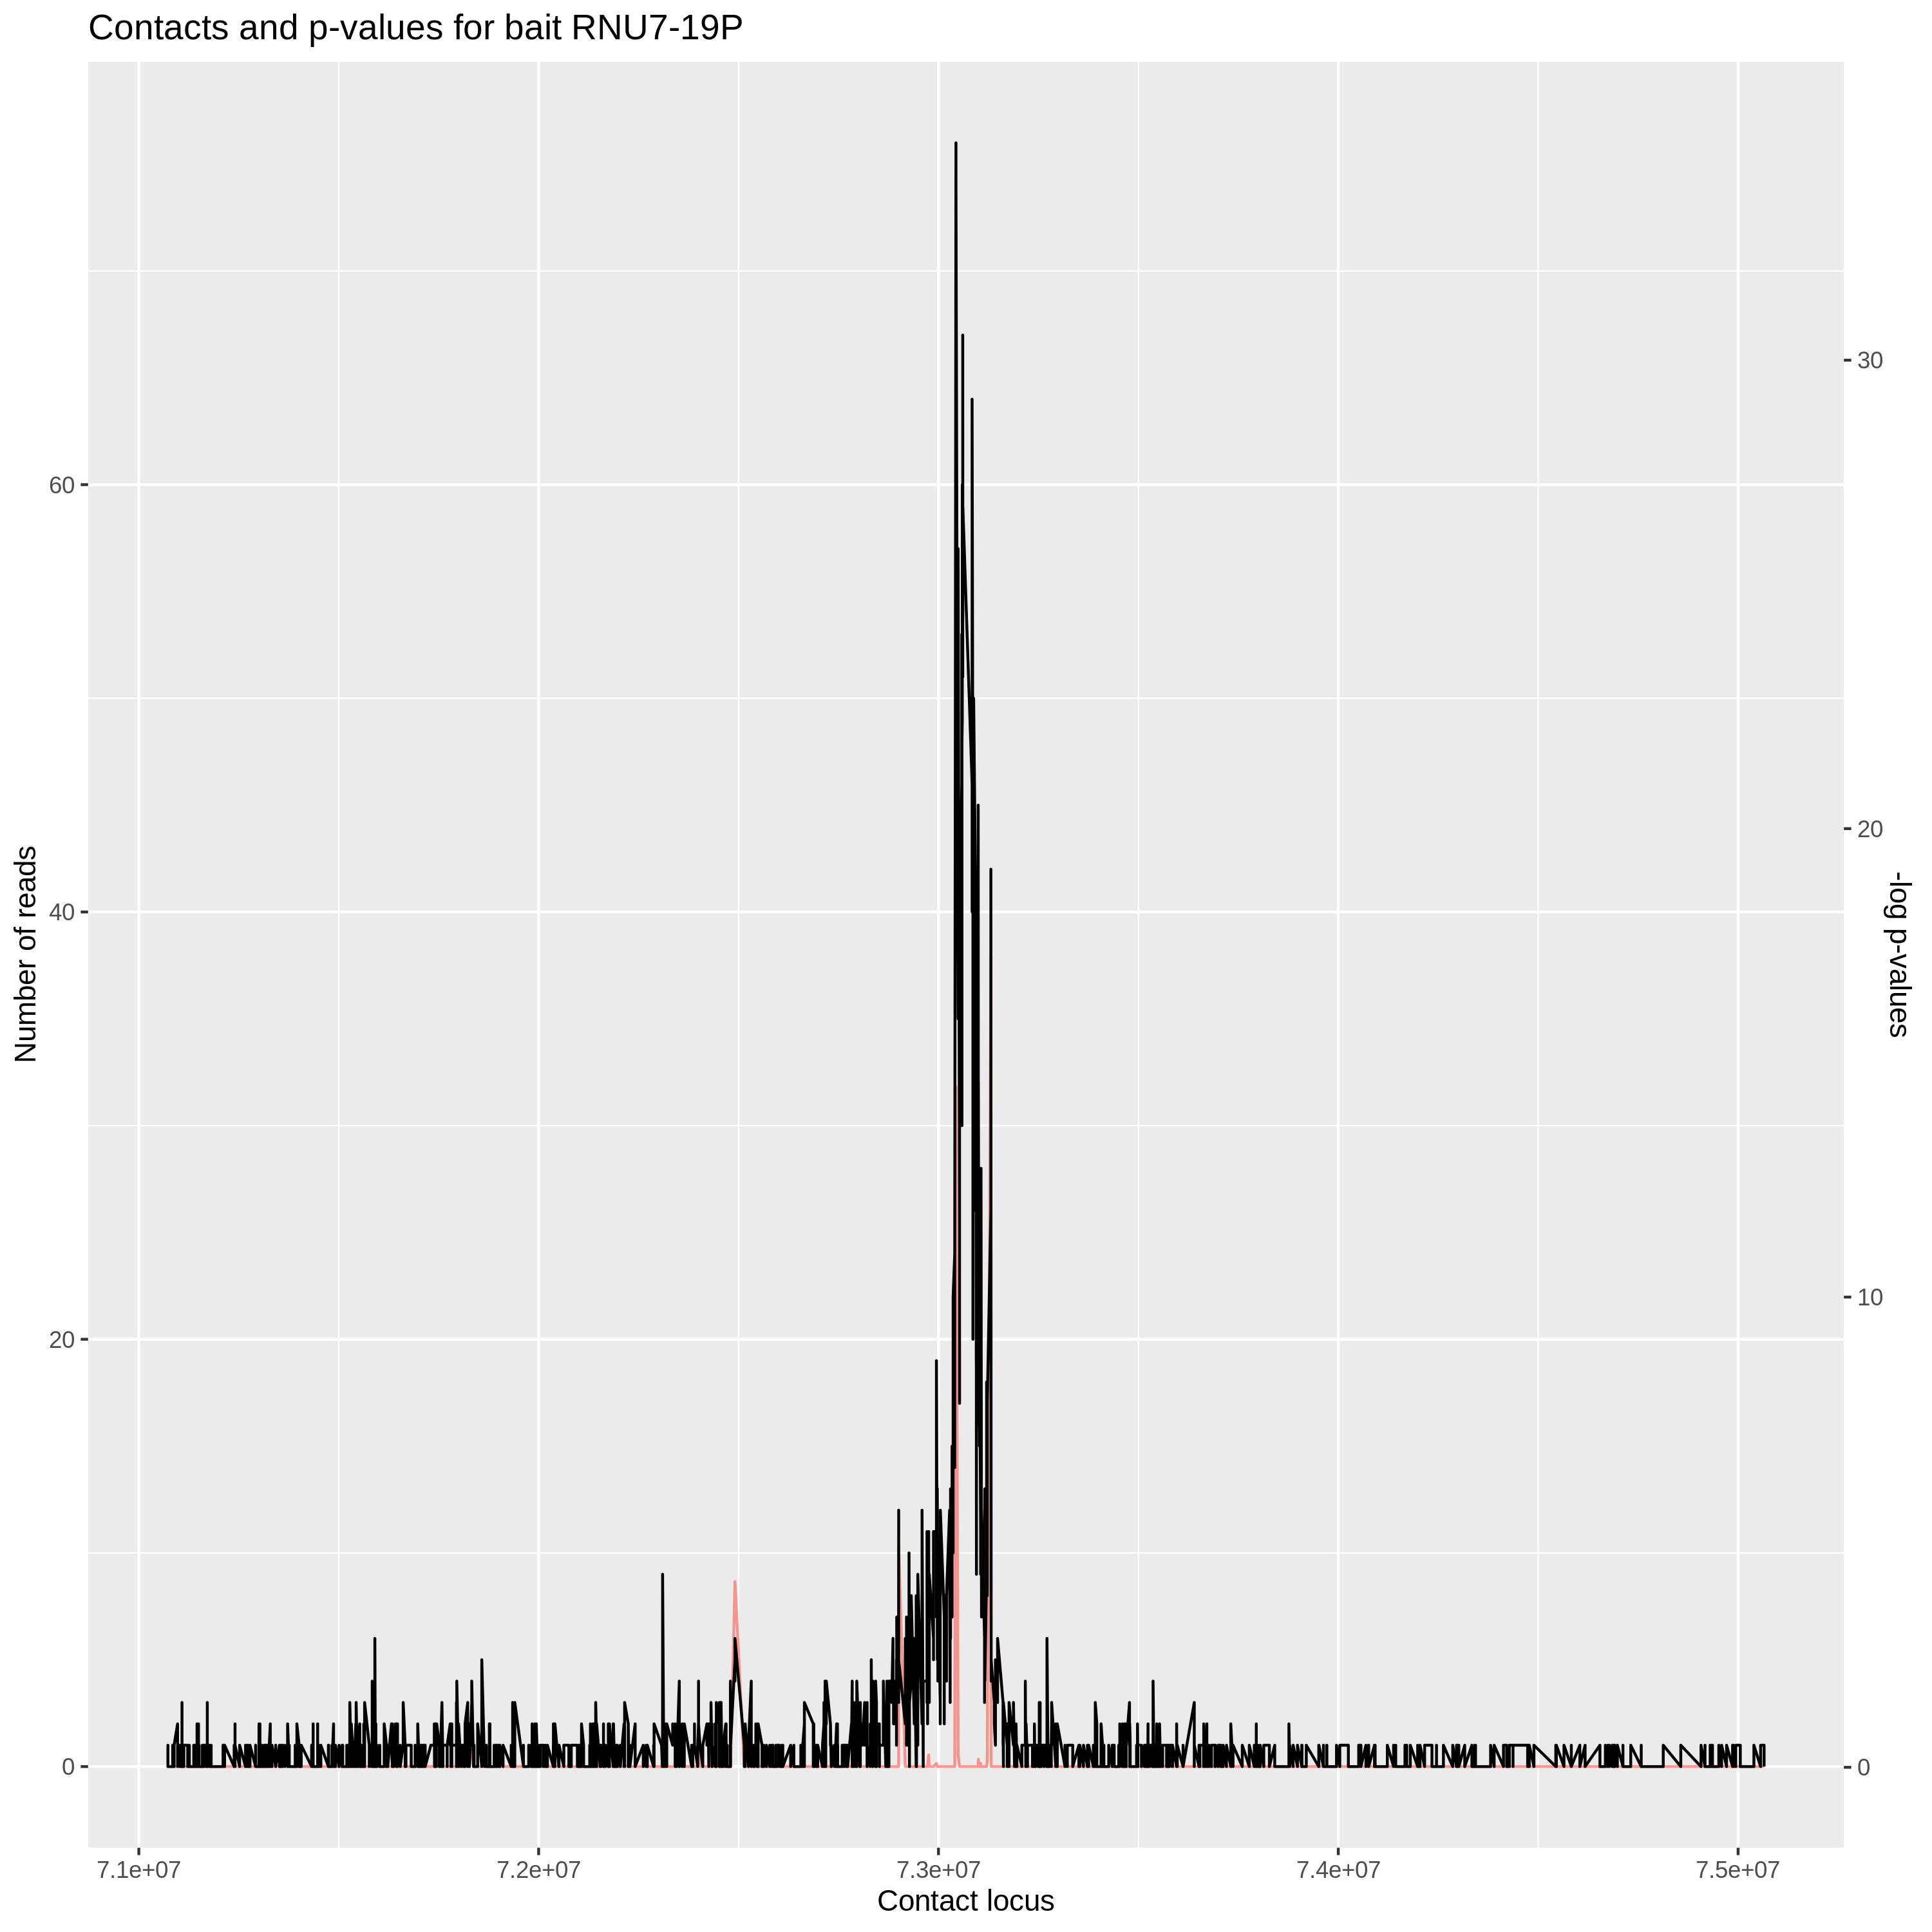 Contacts and p-values for bait RNU7-19P
60
40
20
0
Number of reads
30
20
10
0
-log p-values
7.1e+07
7.2e+07
7.3e+07
7.4e+07
7.5e+07
Contact locus